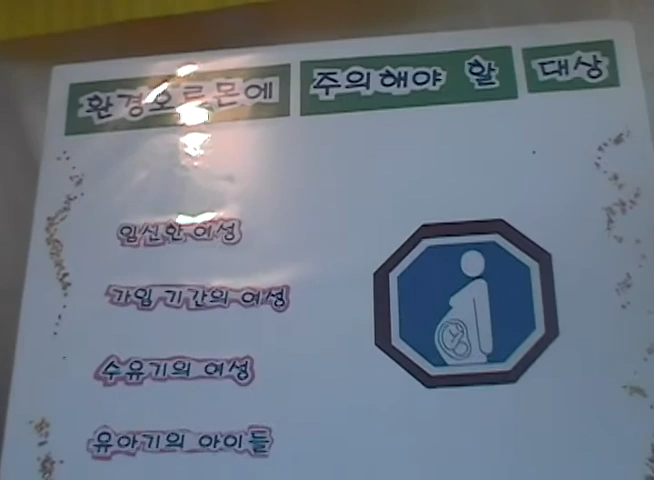 환경호르몬에 주의해야 할 대상
임신한 여성
가임 기간의 여성
수유기의 여성
유아기의 아이들